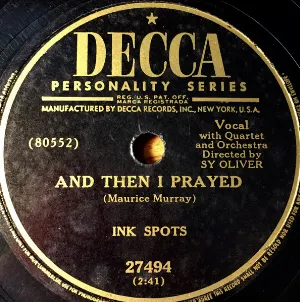 DECCA
PERSONALITY SERIES
REG. U.S. PAT. OFF.
MARCA REGISTRADA
MANUFACTURED BY DECCA RECORDS, INC., NEW YORK, U.S.A.
(80552)
Vocal
with Quartet
and Orchestra
Directed by
SY OLIVER
AND THEN I PRAYED
(Maurice Murray)
INK SPOTS
27494
(2:41)